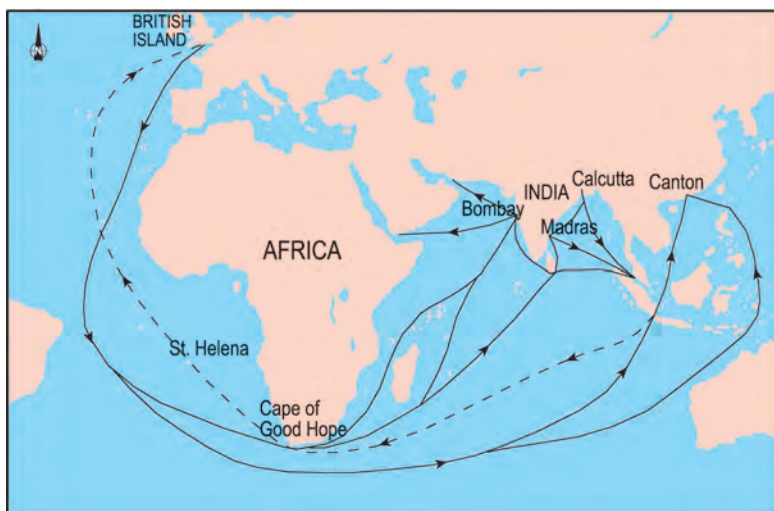 BRITISH
ISLAND
N
INDIA
Calcutta
Canton
Bombay
Madras
AFRICA
St. Helena
Cape of
Good Hope